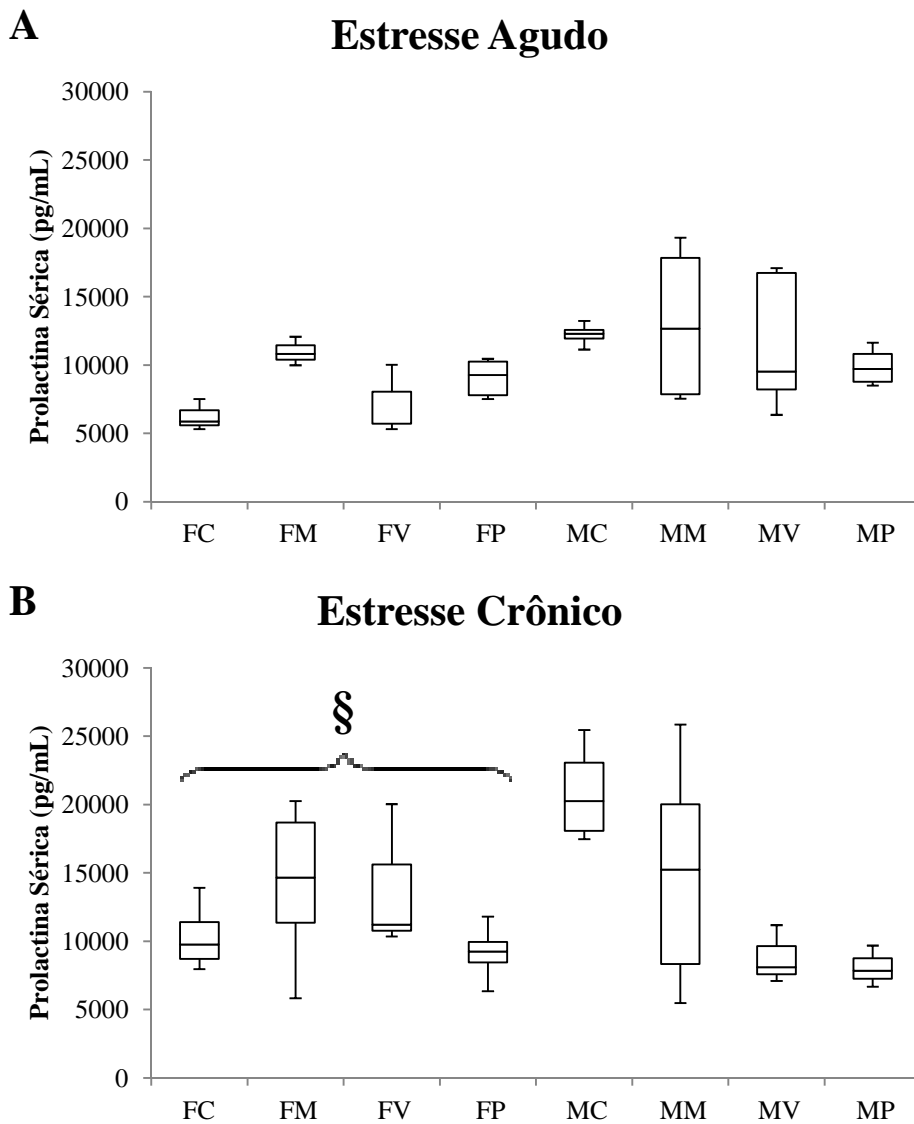 A
Estresse Agudo
Prolactina Sérica (pg/mL)
30000
25000
20000
15000
10000
5000
0
FC FM FV FP MC MM MV MP
B
Estresse Crônico
Prolactina Sérica (pg/mL)
30000
25000
20000
15000
10000
5000
0
§
FC FM FV FP MC MM MV MP